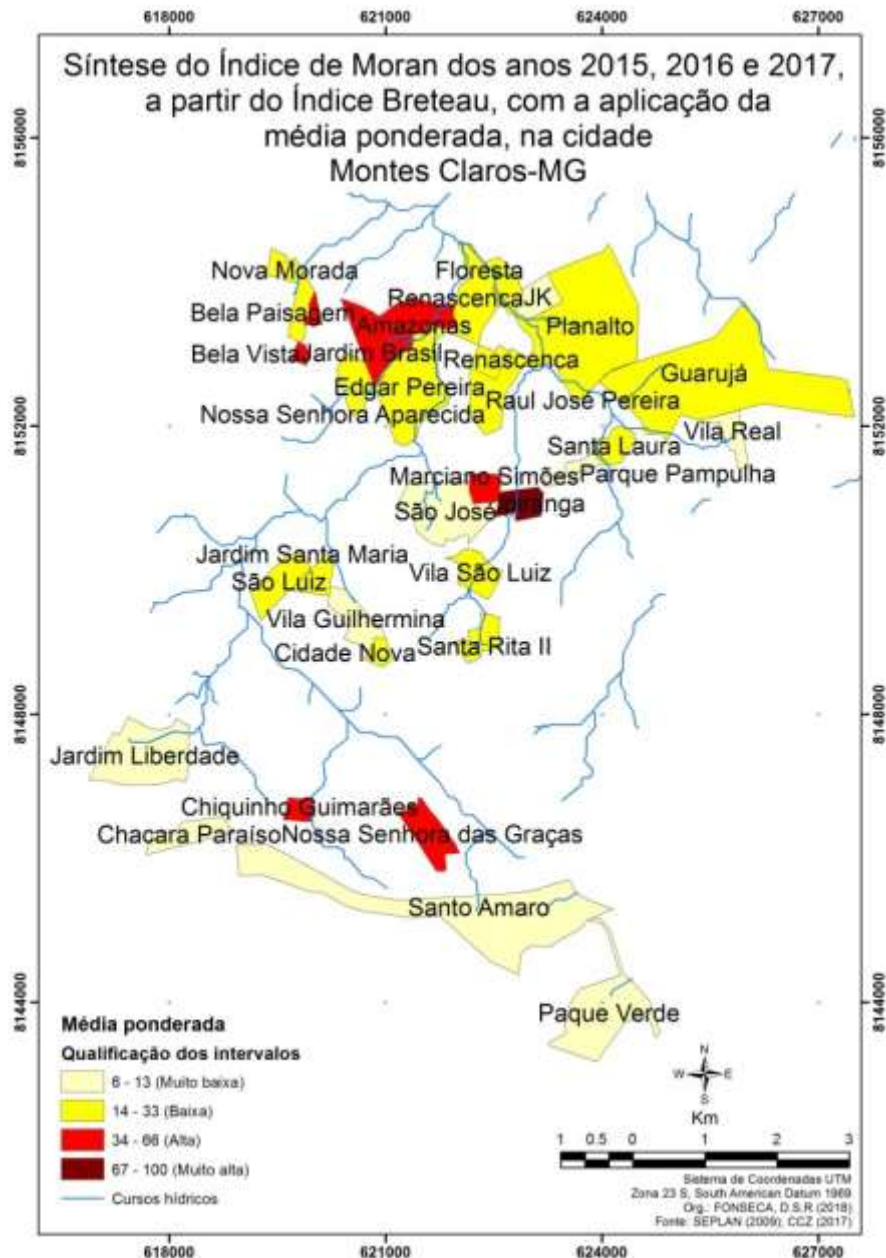 618000 621000 624000 627000
Síntese do Índice de Moran dos anos 2015, 2016 e 2017,
a partir do Índice Breteau, com a aplicação da
média ponderada, na cidade
Montes Claros-MG
8156000 8156000
Nova Morada Floresta
Bela Paisagem Renascença JK
Amazonas Planalto
Bela Vista Jardim Brasil Renascença
Edgar Pereira Guarujá
Nossa Senhora Aparecida Raul José Pereira
8152000 8152000
Santa Laura Vila Real
Marciano Simões Parque Pampulha
São José Ipiranga
Jardim Santa Maria
São Luiz Vila São Luiz
Vila Guilhermina
Cidade Nova Santa Rita II
8148000 8148000
Jardim Liberdade
Chiquinho Guimarães
Chacara Paraíso Nossa Senhora das Graças
Santo Amaro
8144000 8144000
Paque Verde
Média ponderada
Qualificação dos intervalos
6 - 13 (Muito baixa)
14 - 33 (Baixa)
34 - 66 (Alta)
67 - 100 (Muito alta)
Cursos hídricos
N
W E
S
Km
1 0.5 0 1 2 3
Sistema de Coordenadas UTM
Zona 23 S, South American Datum 1969
Org.: FONSECA, D.S.R (2018)
Fonte: SEPLAN (2009); CCZ (2017)
618000 621000 624000 627000